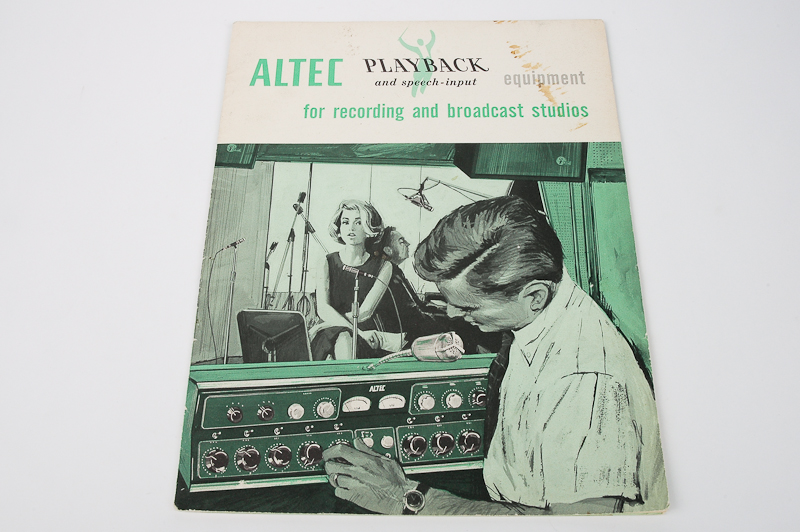 ALTEC PLAYBACK equipment
and speech-input
for recording and broadcast studios
ALTEC